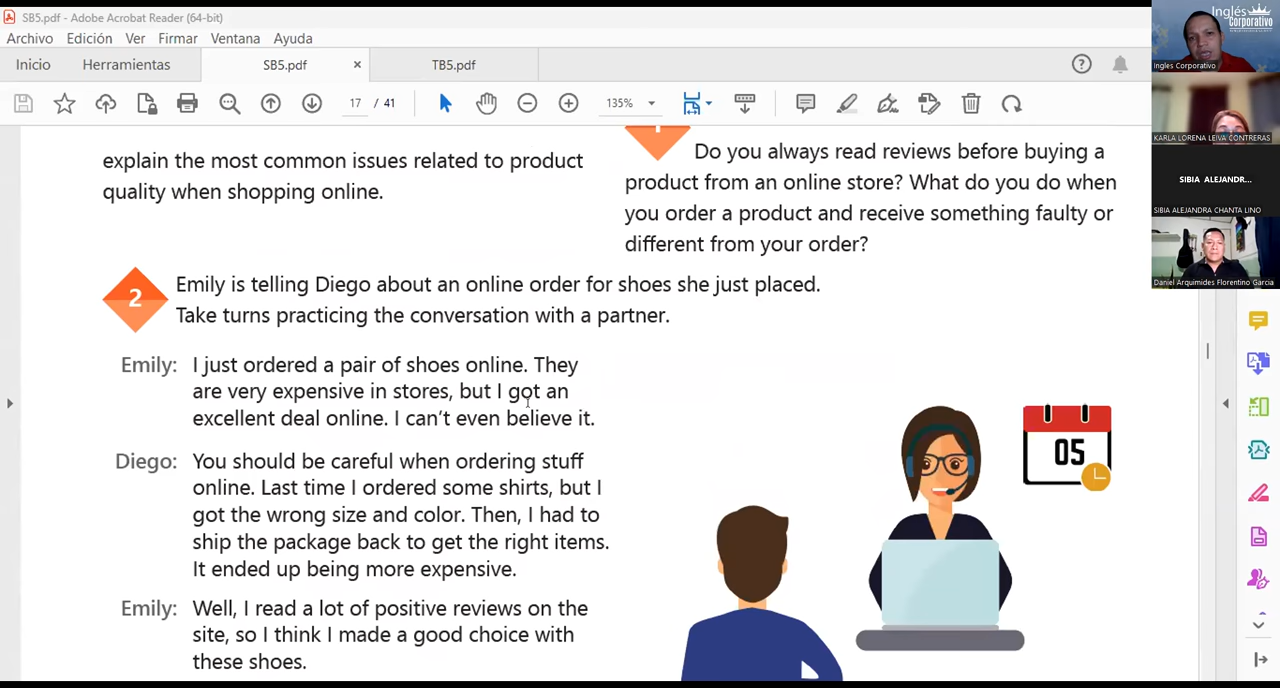 SB5.pdf - Adobe Acrobat Reader (64-bit)
Archivo Edición Ver Firmar Ventana Ayuda
Inicio Herramientas SB5.pdf × TB5.pdf
17 / 41 135%
explain the most common issues related to product
quality when shopping online.
1
Do you always read reviews before buying a
product from an online store? What do you do when
you order a product and receive something faulty or
different from your order?
2
Emily is telling Diego about an online order for shoes she just placed.
Take turns practicing the conversation with a partner.
Emily: I just ordered a pair of shoes online. They
are very expensive in stores, but I got an
excellent deal online. I can't even believe it.
Diego: You should be careful when ordering stuff
online. Last time I ordered some shirts, but I
got the wrong size and color. Then, I had to
ship the package back to get the right items.
It ended up being more expensive.
Emily: Well, I read a lot of positive reviews on the
site, so I think I made a good choice with
these shoes.
05
Inglés
Corporativo
Ingles Corporativo
KARLA LORENA LEIVA CONTRERAS
SIBIA ALEJANDR...
SIBIA ALEJANDRA CHANTA LINO
Daniel Arquimides Florentino Garcia